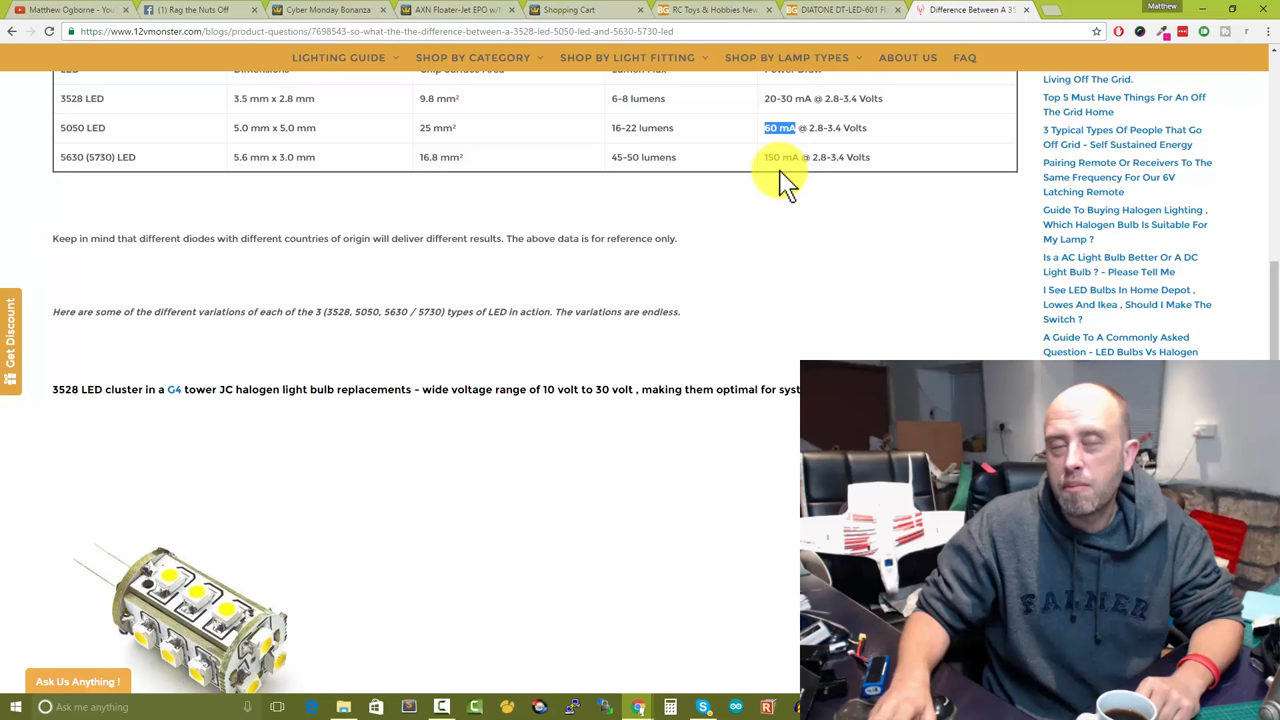 Matthew
Matthew Ogborne - You
(1) Rag the Nuts Off
Cyber Monday Bonanza
AXN Floater-Jet EPO w/
Shopping Cart
RC Toys & Hobbies New
DIATONE DT-LED-601 Fl
Difference Between A 35
https://www.12vmonster.com/blogs/product-questions/7698543-so-what-the-the-difference-between-a-3528-led-5050-led-and-5630-5730-led
LIGHTING GUIDE SHOP BY CATEGORY SHOP BY LIGHT FITTING SHOP BY LAMP TYPES ABOUT US FAQ
LED Dimensions Chip Surface Area Lumen Max Power Draw
3528 LED 3.5 mm x 2.8 mm 9.8 mm² 6-8 lumens 20-30 mA @ 2.8-3.4 Volts
5050 LED 5.0 mm x 5.0 mm 25 mm² 16-22 lumens 60 mA @ 2.8-3.4 Volts
5630 (5730) LED 5.6 mm x 3.0 mm 16.8 mm² 45-50 lumens 150 mA @ 2.8-3.4 Volts
Keep in mind that different diodes with different countries of origin will deliver different results. The above data is for reference only.
Here are some of the different variations of each of the 3 (3528, 5050, 5630 / 5730) types of LED in action. The variations are endless.
3528 LED cluster in a G4 tower JC halogen light bulb replacements - wide voltage range of 10 volt to 30 volt , making them optimal for syst
Living Off The Grid.
Top 5 Must Have Things For An Off
The Grid Home
3 Typical Types Of People That Go
Off Grid - Self Sustained Energy
Pairing Remote Or Receivers To The
Same Frequency For Our 6V
Latching Remote
Guide To Buying Halogen Lighting ,
Which Halogen Bulb Is Suitable For
My Lamp ?
Is a AC Light Bulb Better Or A DC
Light Bulb ? - Please Tell Me
I See LED Bulbs In Home Depot ,
Lowes And Ikea , Should I Make The
Switch ?
A Guide To A Commonly Asked
Question - LED Bulbs Vs Halogen
Get Discount
Ask Us Anything !
FALMER
Ask me anything